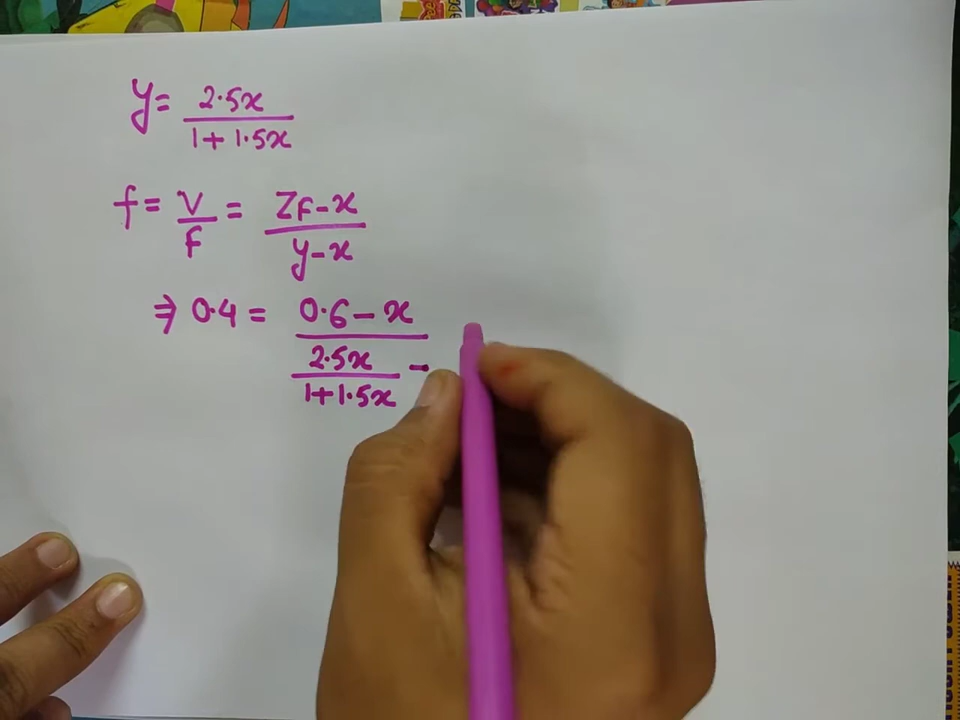 y = 2.5x / 1 + 1.5x
f = V / F = ZF - x / y - x
⇒ 0.4 = 0.6 - x / 2.5x / 1 + 1.5x -